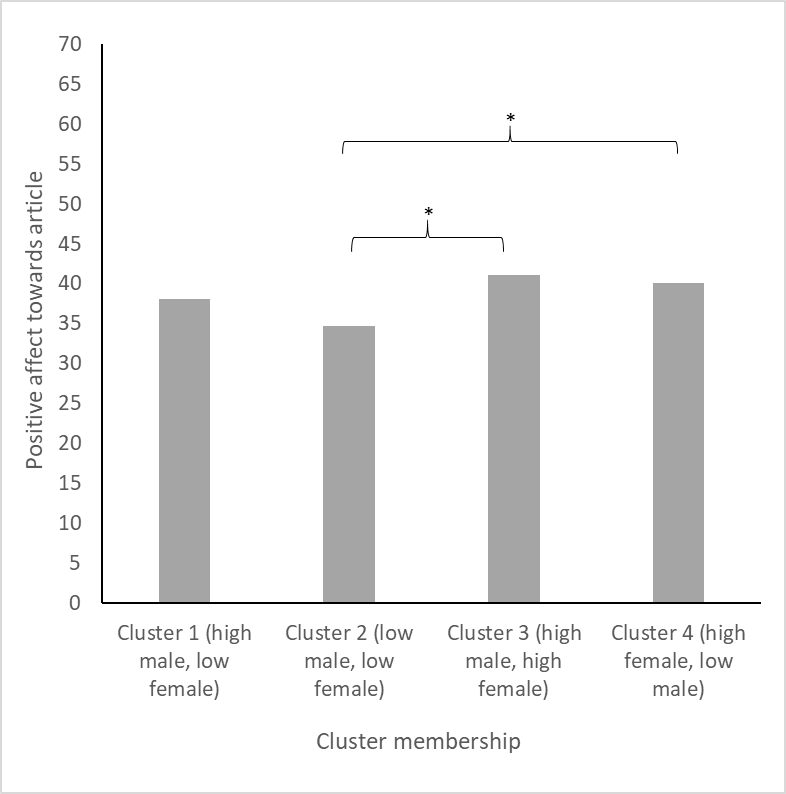 70
65
60
55
50
45
40
35
30
25
20
15
10
5
0
Positive affect towards article
*
*
Cluster 1 (high
male, low
female)
Cluster 2 (low
male, low
female)
Cluster 3 (high
male, high
female)
Cluster 4 (high
female, low
male)
Cluster membership